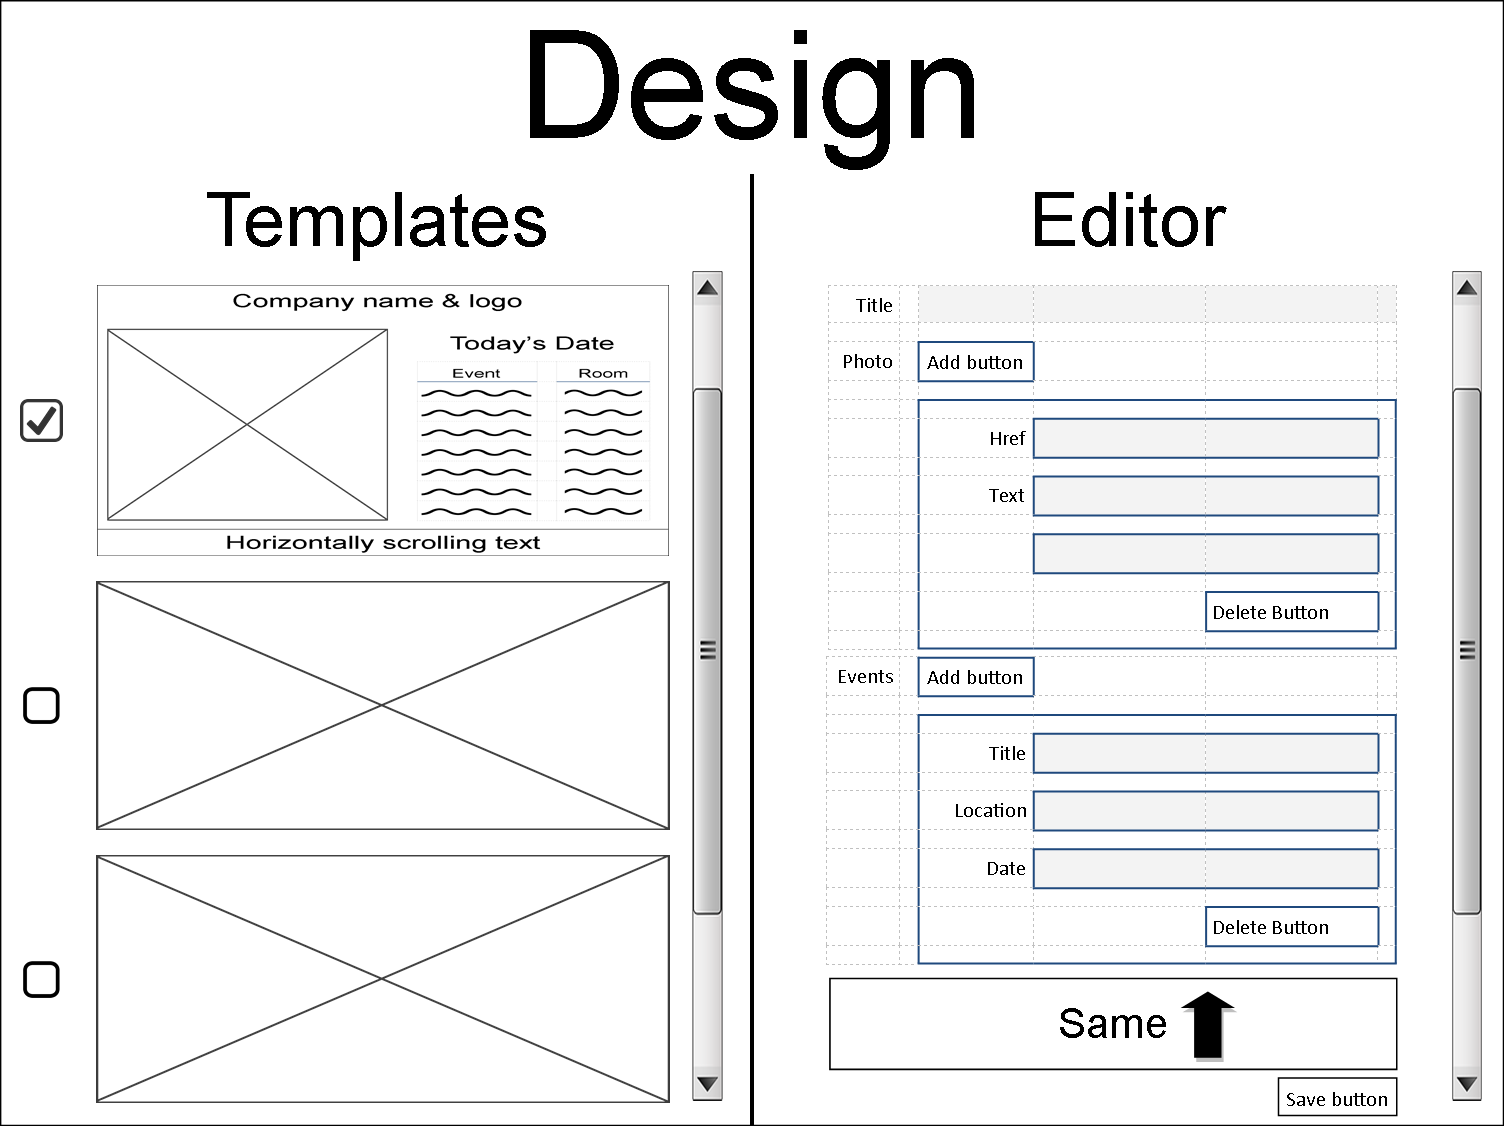 Design
Templates
Company name & logo
Today's Date
Event Room
Horizontally scrolling text
Editor
Title
Photo Add button
Href
Text
Delete Button
Events Add button
Title
Location
Date
Delete Button
Same
Save button